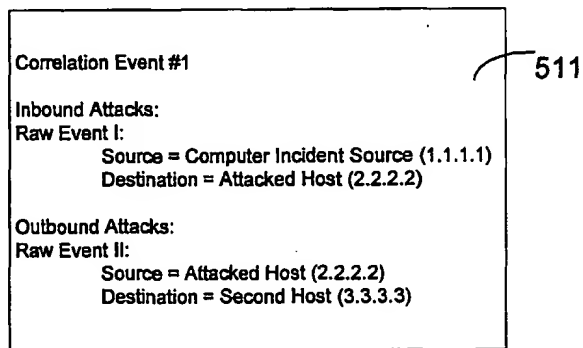 Correlation Event #1
511
Inbound Attacks:
Raw Event I:
Source = Computer Incident Source (1.1.1.1)
Destination = Attacked Host (2.2.2.2)
Outbound Attacks:
Raw Event II:
Source = Attacked Host (2.2.2.2)
Destination = Second Host (3.3.3.3)